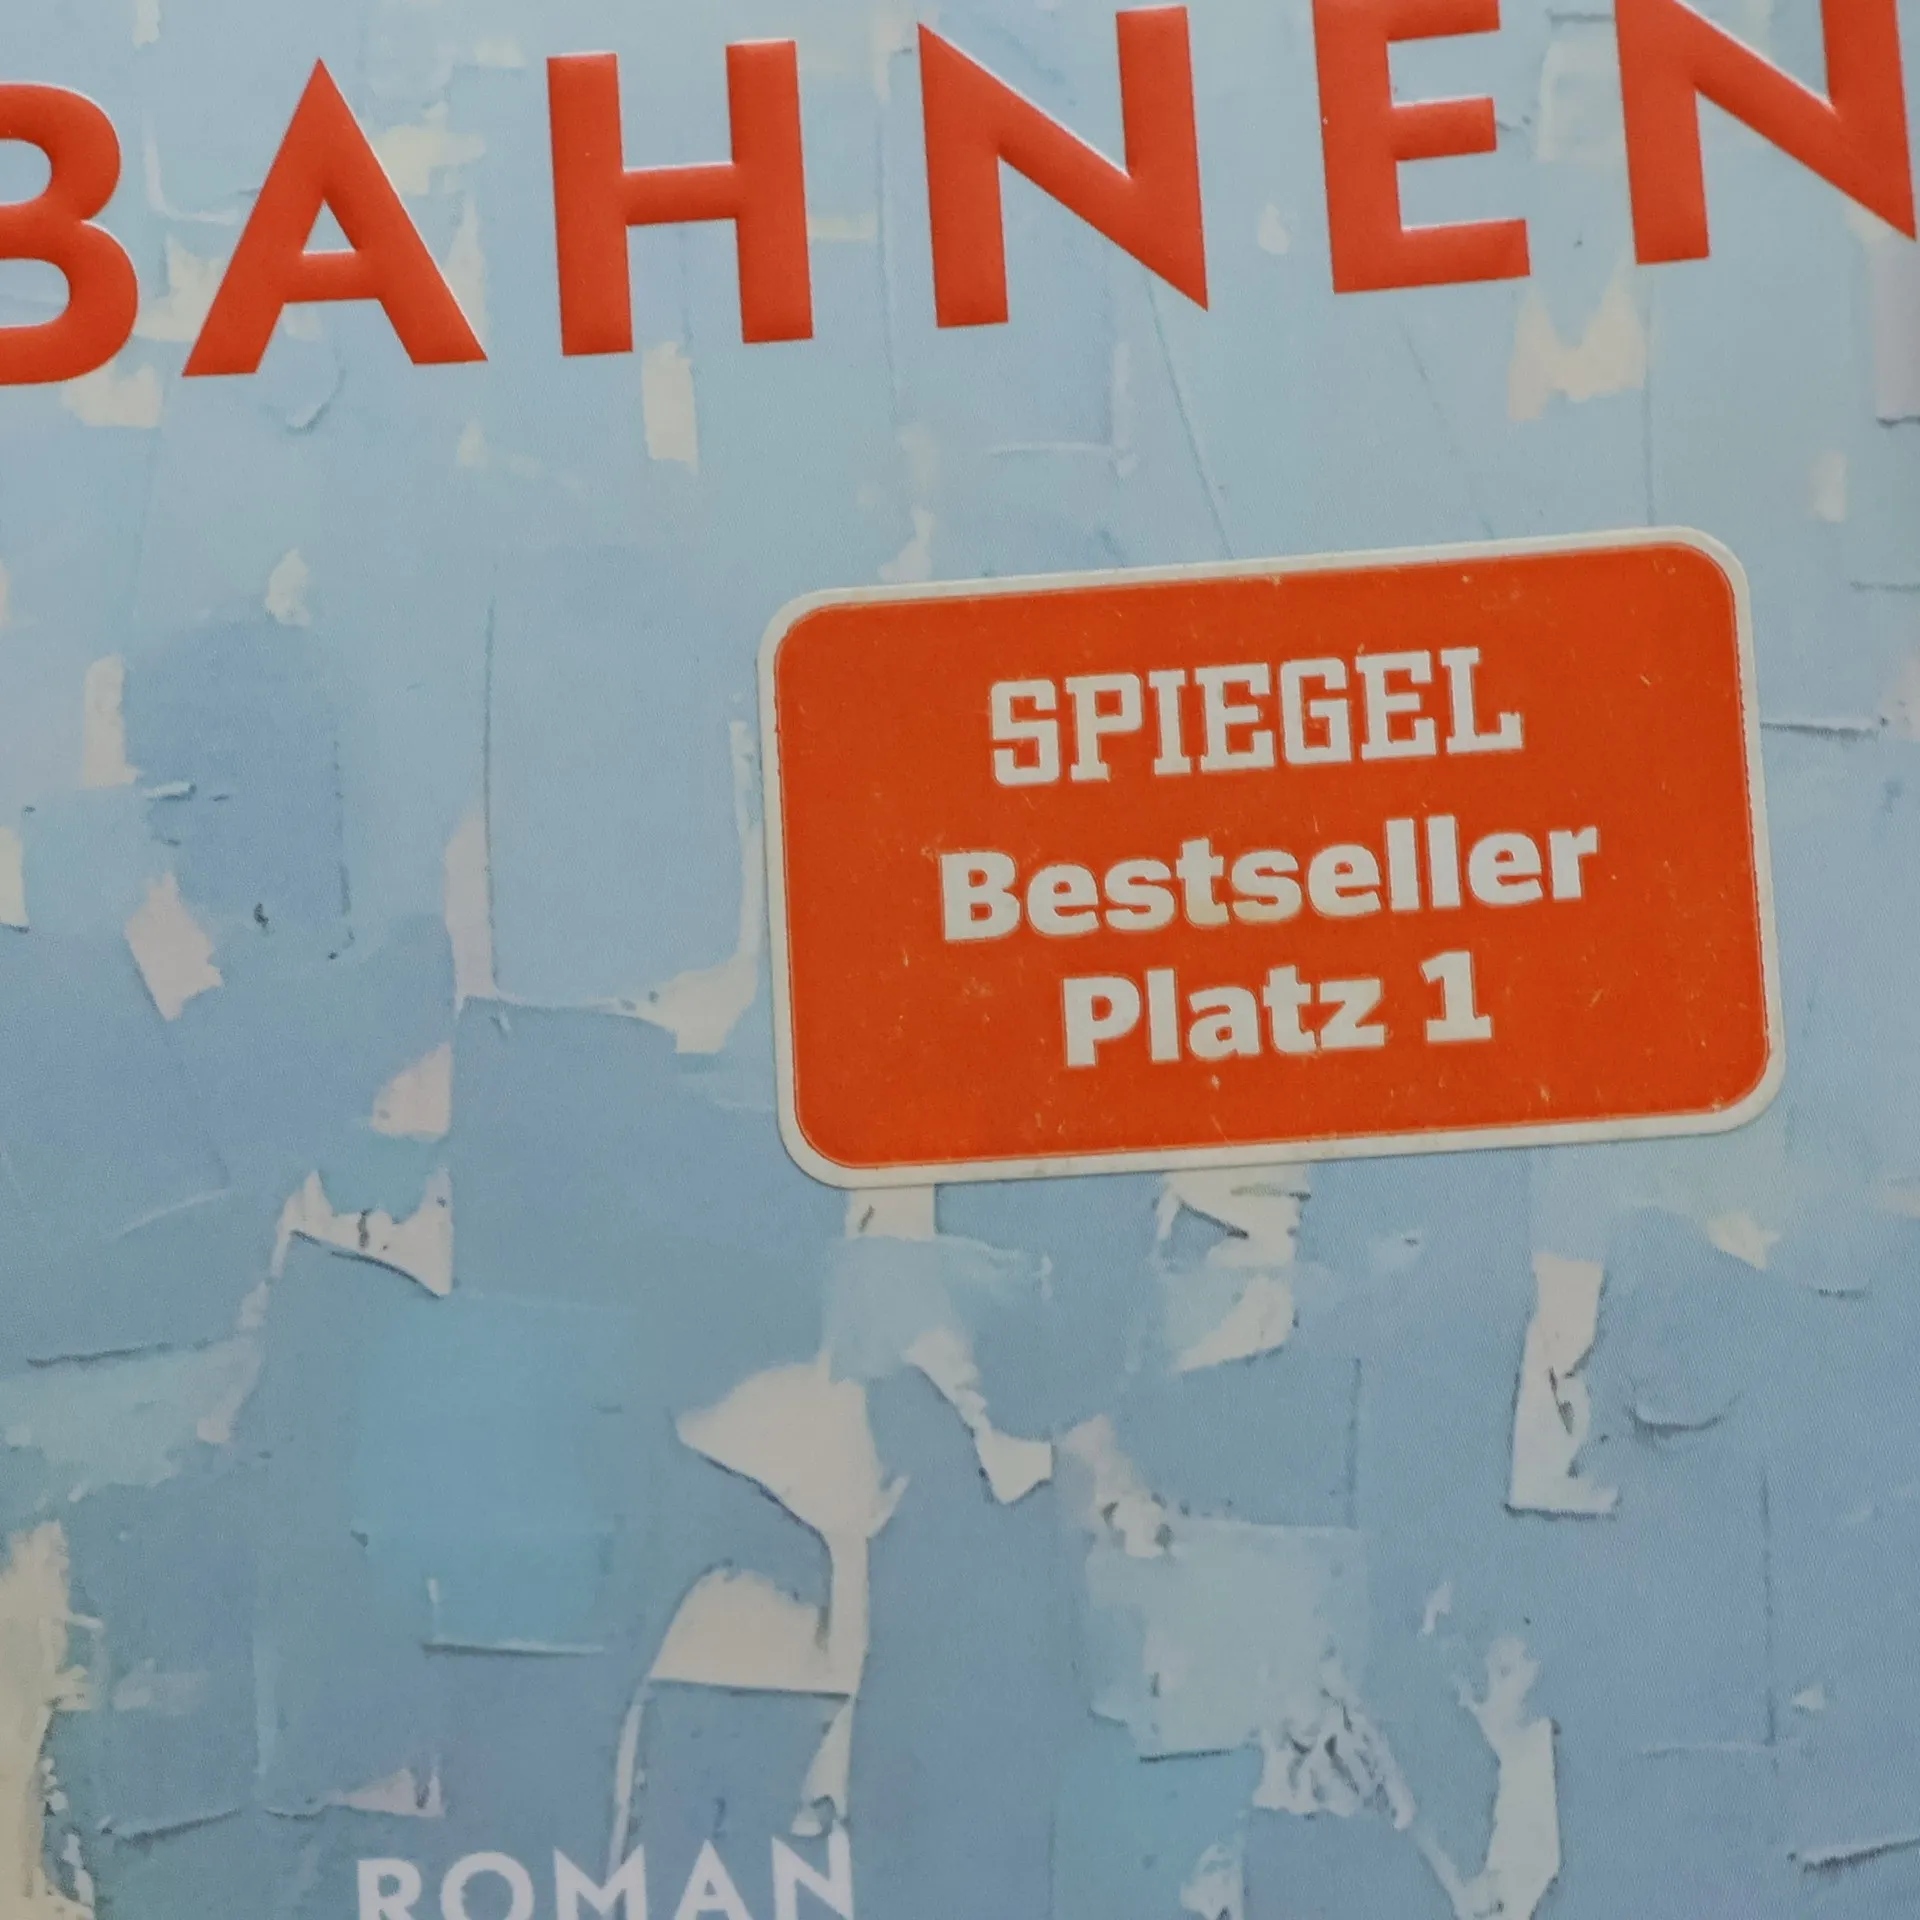 BAHNEN
SPIEGEL
Bestseller
Platz 1
ROMAN